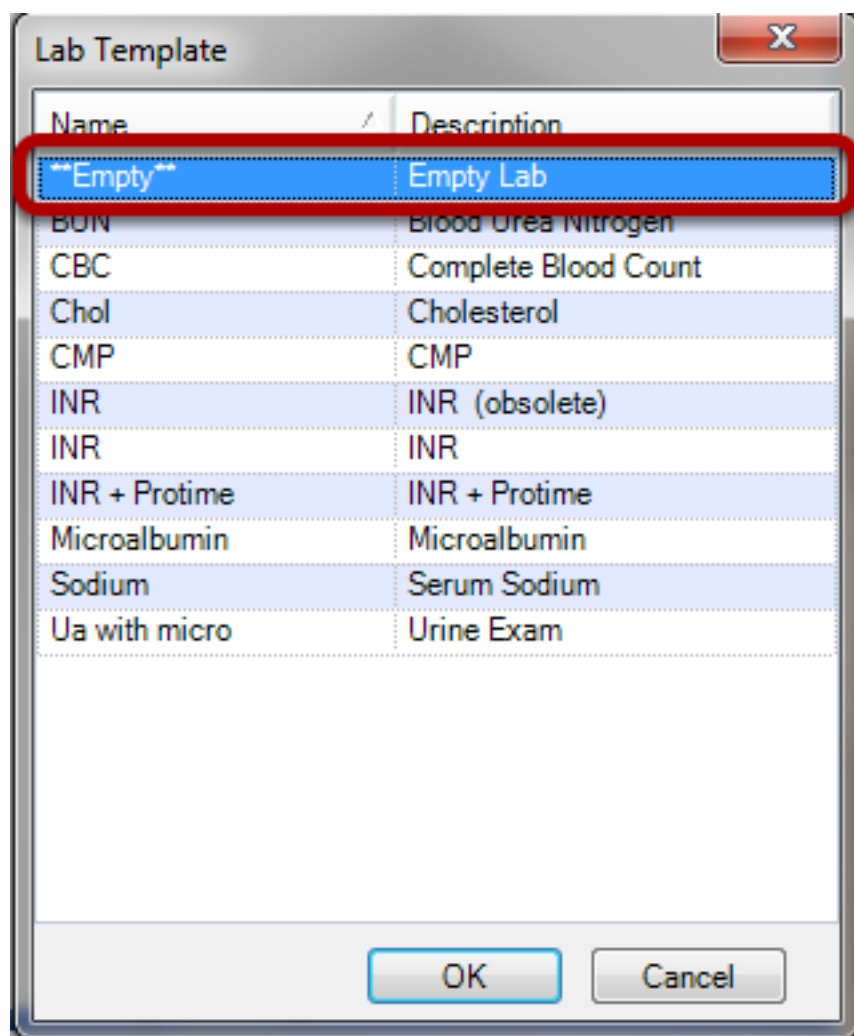 Lab Template
Name Description
**Empty** Empty Lab
BUN Blood Urea Nitrogen
CBC Complete Blood Count
Chol Cholesterol
CMP CMP
INR INR (obsolete)
INR INR
INR + Protime INR + Protime
Microalbumin Microalbumin
Sodium Serum Sodium
Ua with micro Urine Exam
OK Cancel